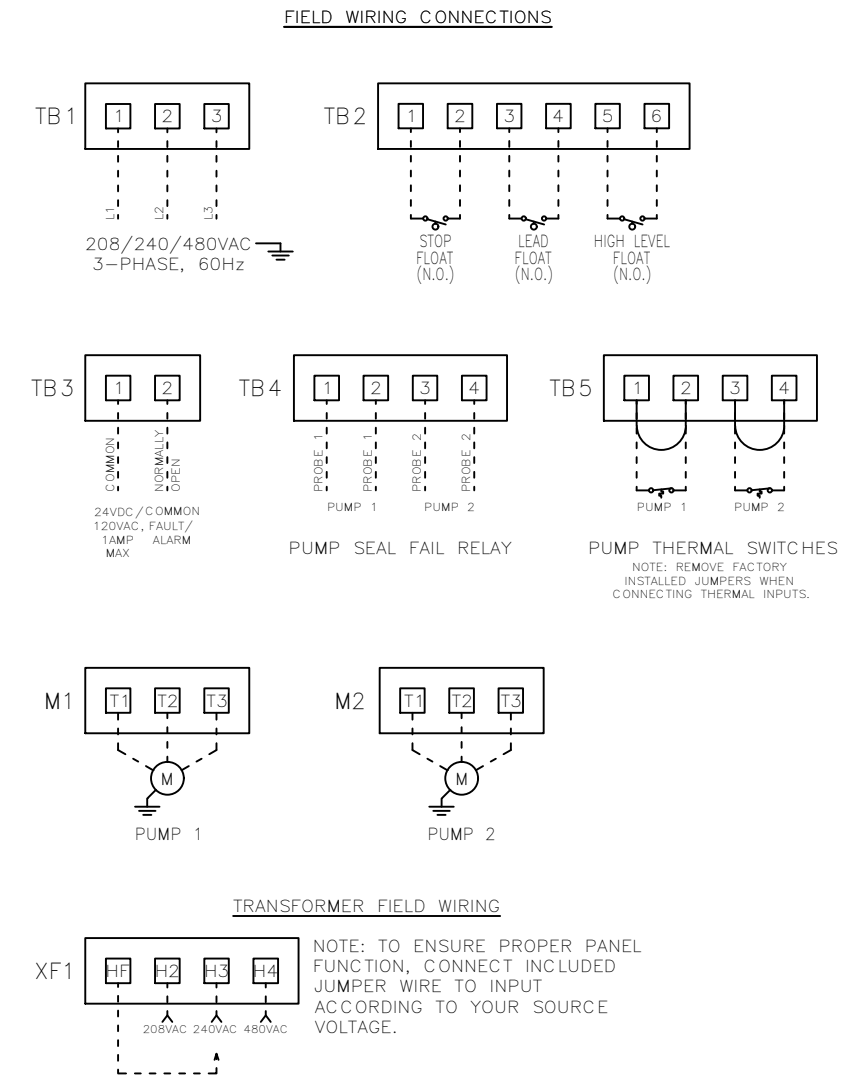 FIELD WIRING CONNECTIONS
TB1
1 2 3
L1 L2 L3
208/240/480VAC
3-PHASE, 60Hz
TB2
1 2 3 4 5 6
STOP
FLOAT
(N.O.)
LEAD
FLOAT
(N.O.)
HIGH LEVEL
FLOAT
(N.O.)
TB3
1 2
COMMON
NORMALLY
OPEN
24VDC/
120VAC,
1AMP
MAX
COMMON
FAULT/
ALARM
TB4
1 2 3 4
PROBE 1
PROBE 1
PROBE 2
PROBE 2
PUMP 1
PUMP 2
PUMP SEAL FAIL RELAY
TB5
1 2 3 4
PUMP 1
PUMP 2
PUMP THERMAL SWITCHES
NOTE: REMOVE FACTORY
INSTALLED JUMPERS WHEN
CONNECTING THERMAL INPUTS.
M1
T1 T2 T3
M
PUMP 1
M2
T1 T2 T3
M
PUMP 2
TRANSFORMER FIELD WIRING
XF1
HF H2 H3 H4
208VAC 240VAC 480VAC
NOTE: TO ENSURE PROPER PANEL
FUNCTION, CONNECT INCLUDED
JUMPER WIRE TO INPUT
ACCORDING TO YOUR SOURCE
VOLTAGE.